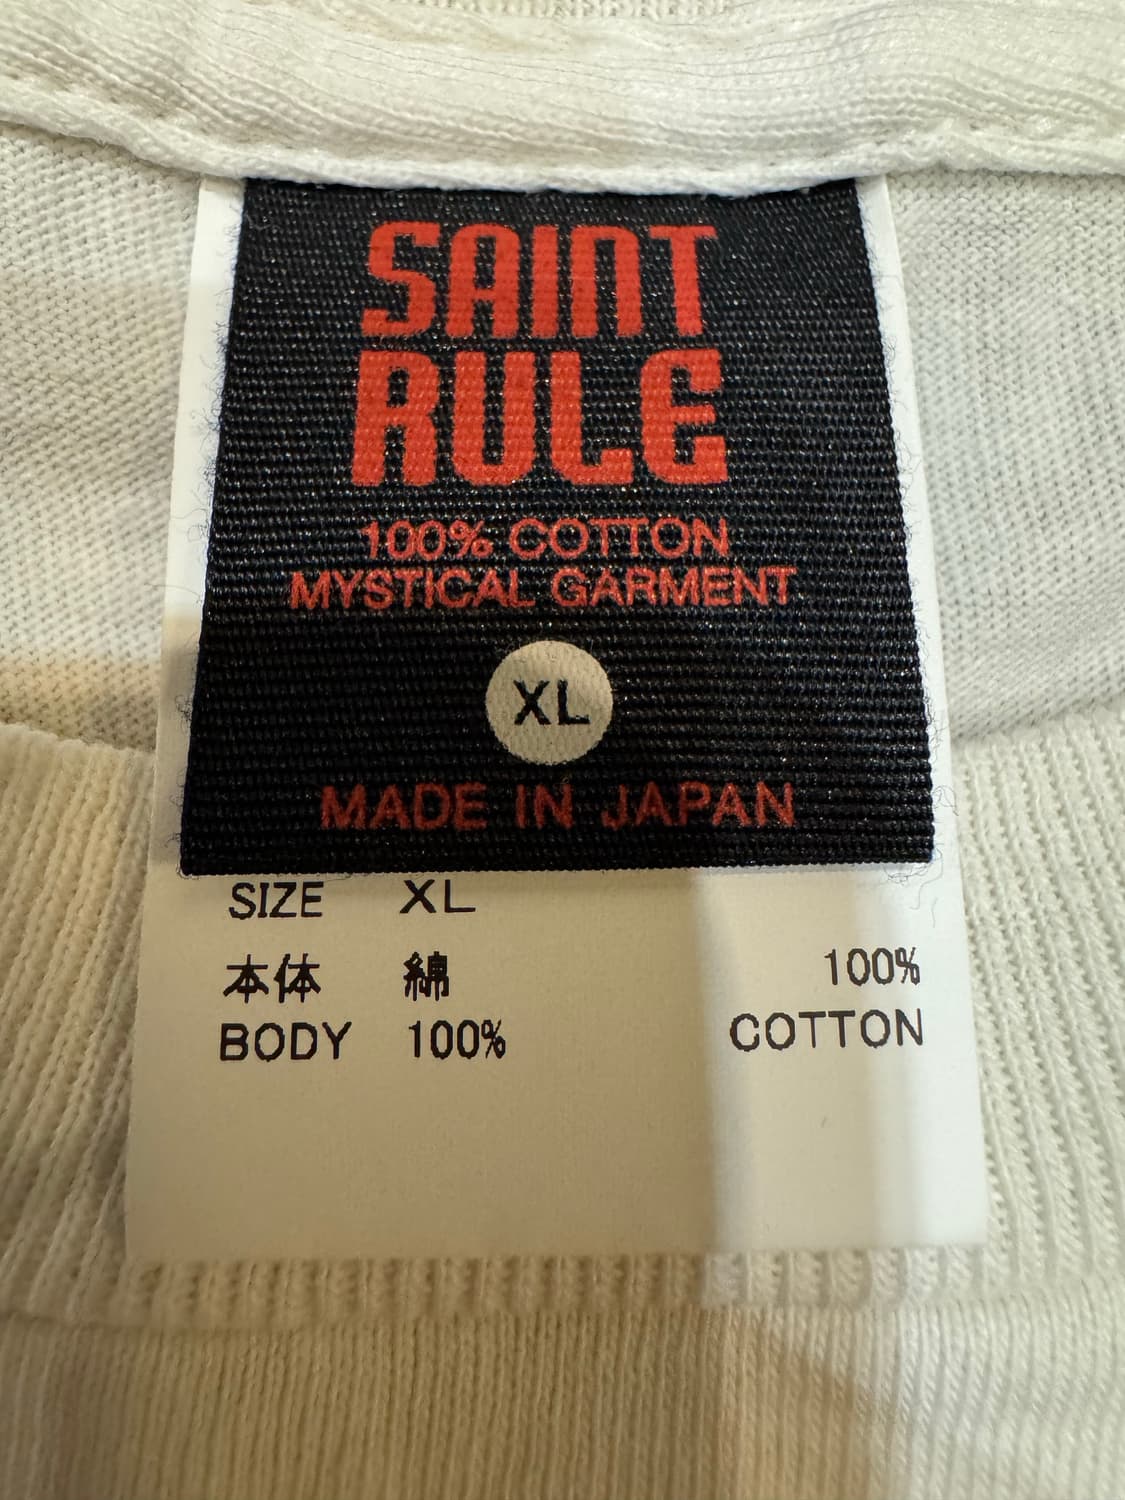 SAINT
RULE
100% COTTON
MYSTICAL GARMENT
XL
MADE IN JAPAN
SIZE XL
本体 綿 100%
BODY 100% COTTON